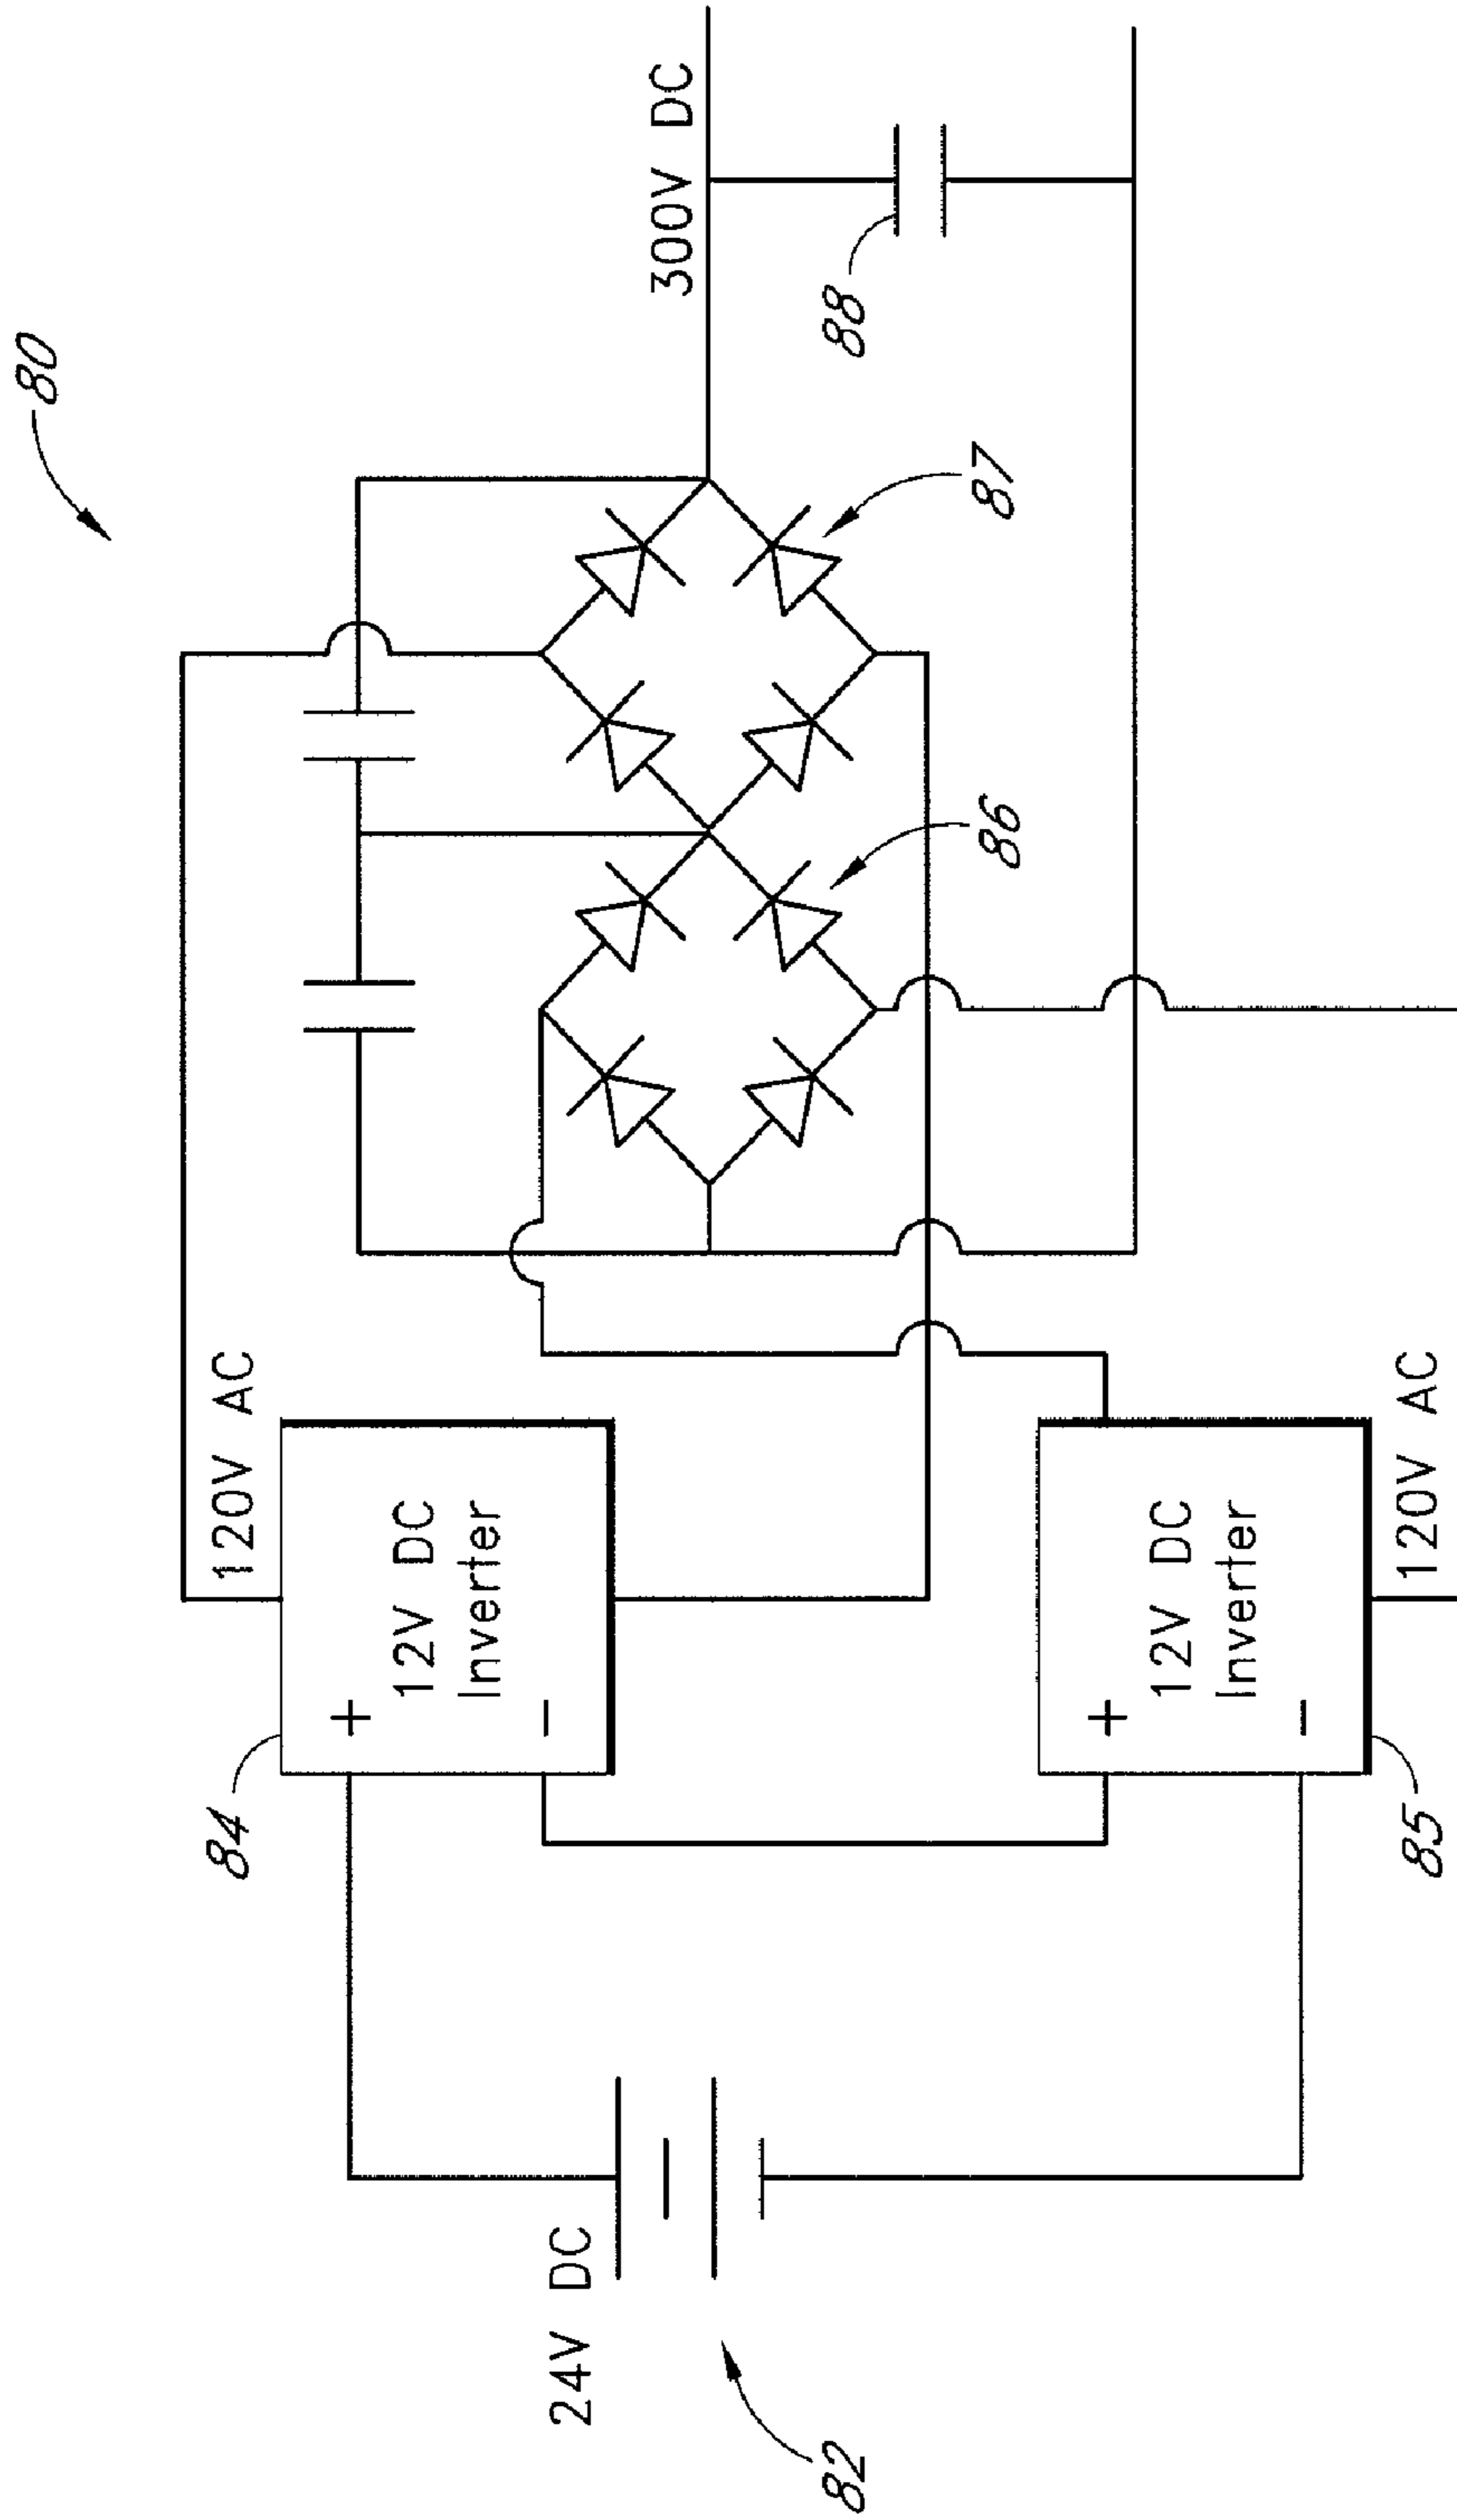 80
300V DC
88
87
86
120V AC
84
+
12V DC
Inverter
−
24V DC
82
+
12V DC
Inverter
−
85
120V AC